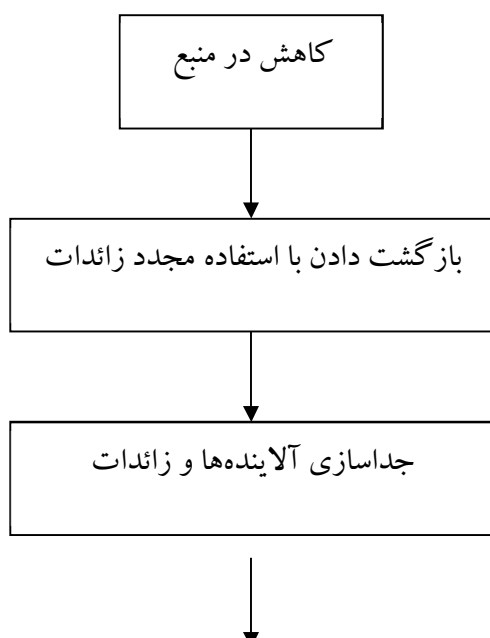 کاهش در منبع
بازگشت دادن با استفاده مجدد زائدات
جداسازی آلاینده‌ها و زائدات